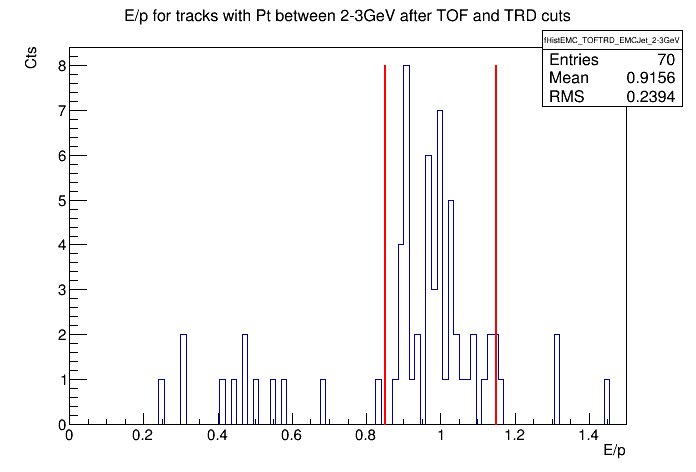 E/p for tracks with Pt between 2-3GeV after TOF and TRD cuts
fHistEMC_TOFTRD_EMCJet_2-3GeV
Entries 70
Mean 0.9156
RMS 0.2394
Cts
8
7
6
5
4
3
2
1
0
0 0.2 0.4 0.6 0.8 1 1.2 1.4
E/p